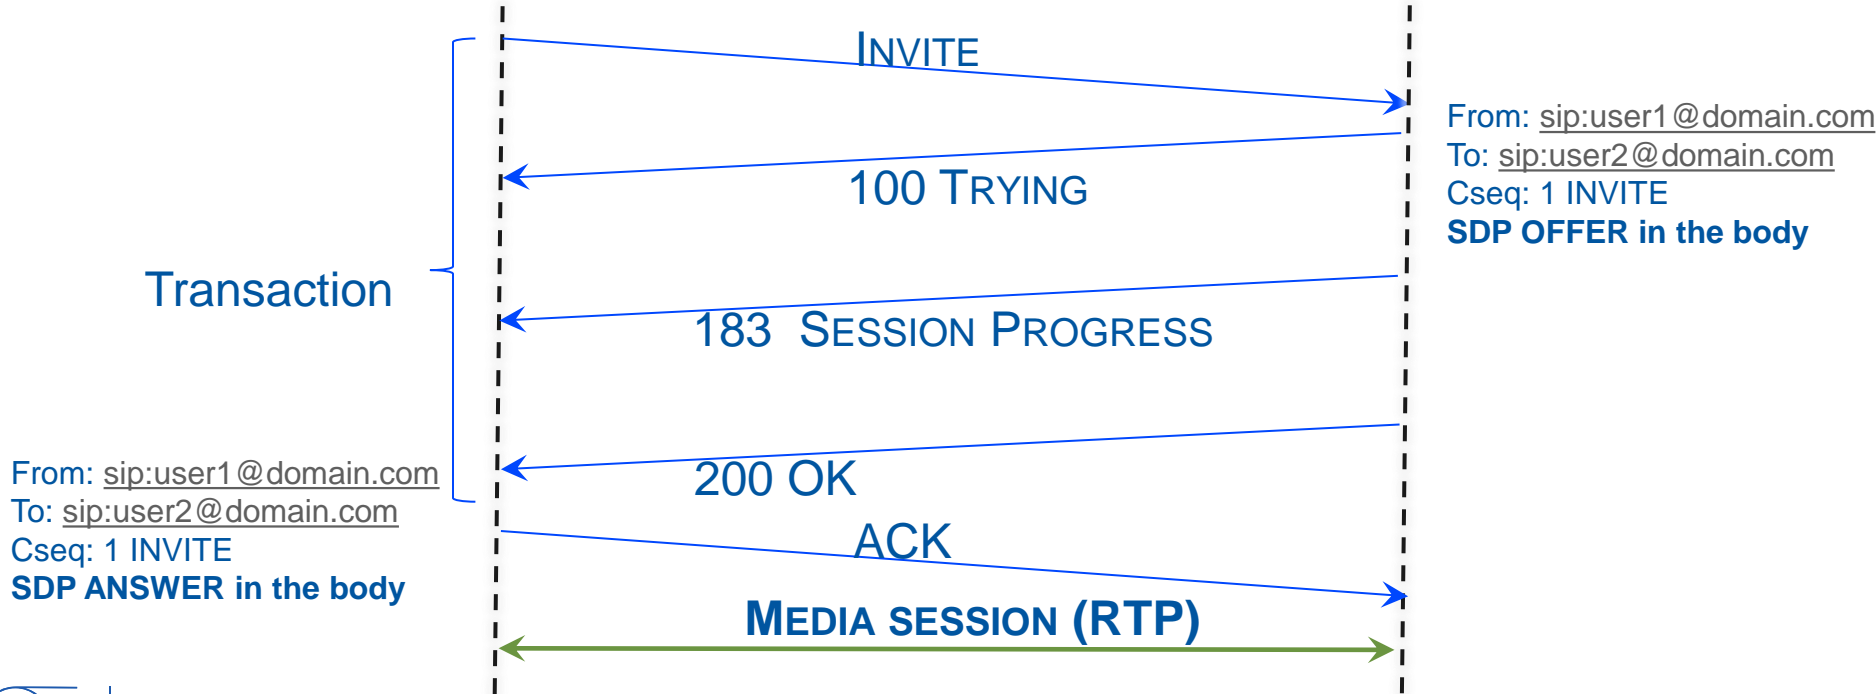 INVITE
From: sip:user1@domain.com
To: sip:user2@domain.com
Cseq: 1 INVITE
SDP OFFER in the body
100 TRYING
Transaction
183 SESSION PROGRESS
200 OK
From: sip:user1@domain.com
To: sip:user2@domain.com
Cseq: 1 INVITE
SDP ANSWER in the body
ACK
MEDIA SESSION (RTP)